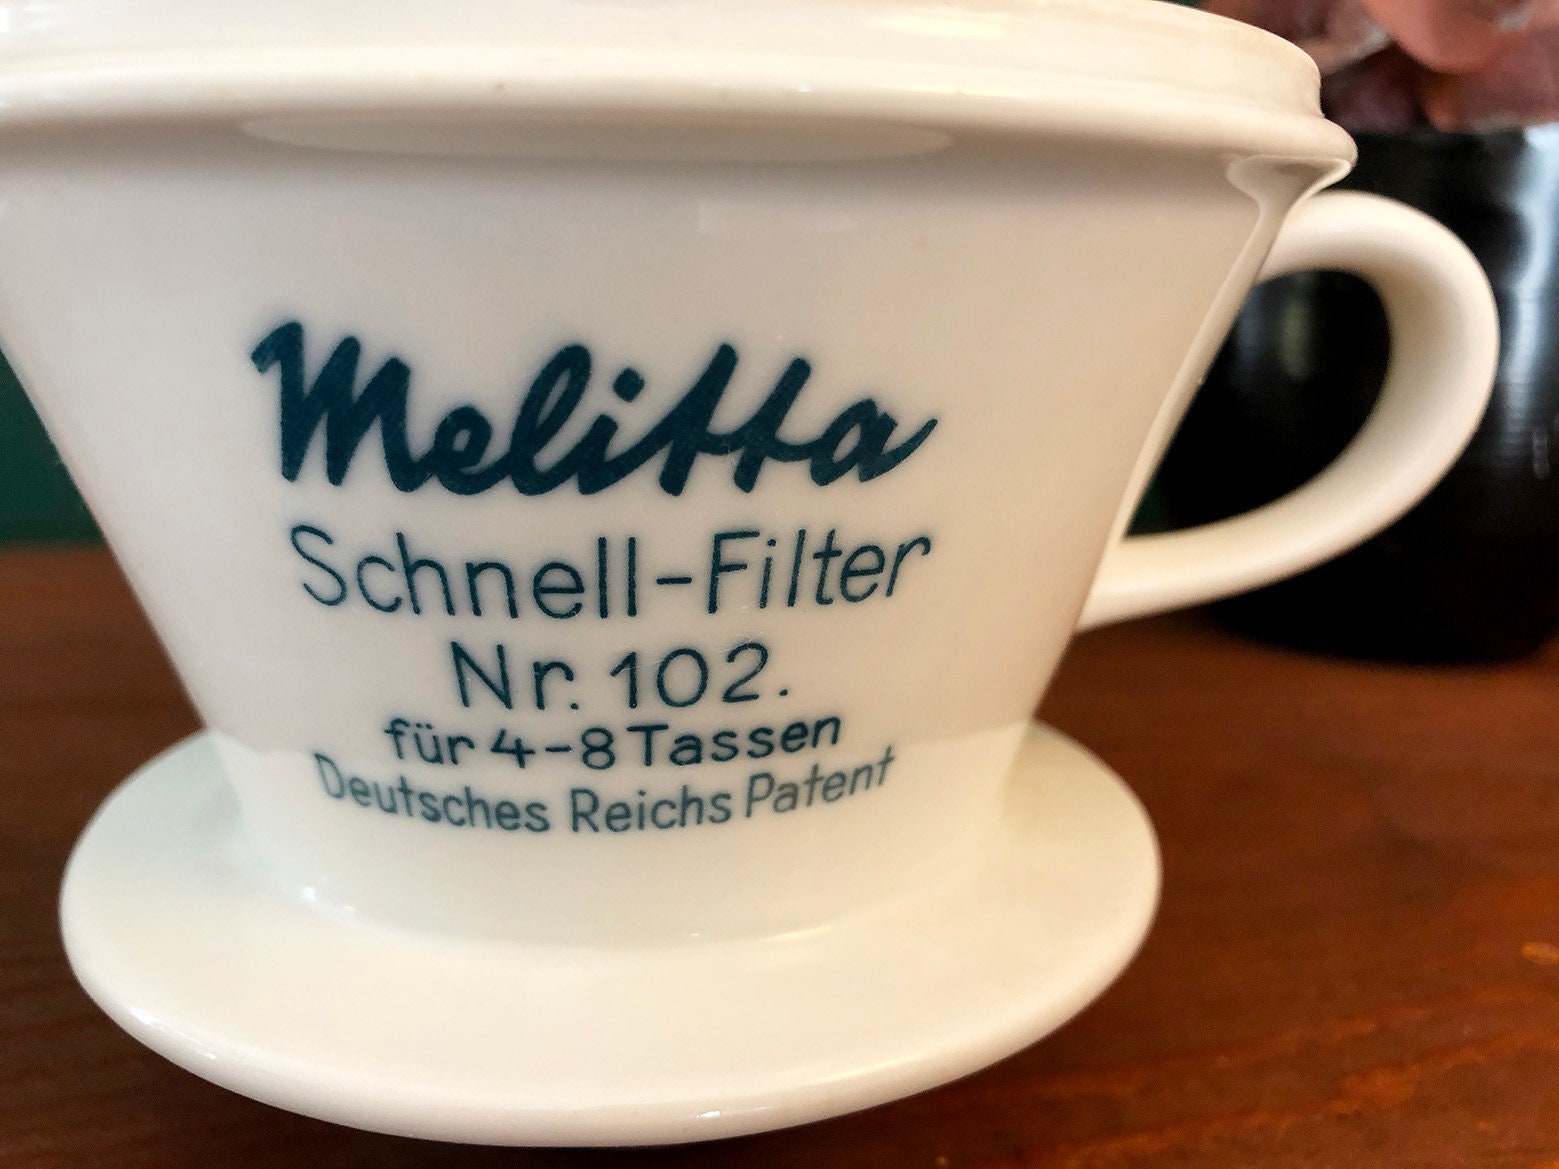 Melitta
Schnell-Filter
Nr. 102.
für 4-8 Tassen
Deutsches Reichs Patent